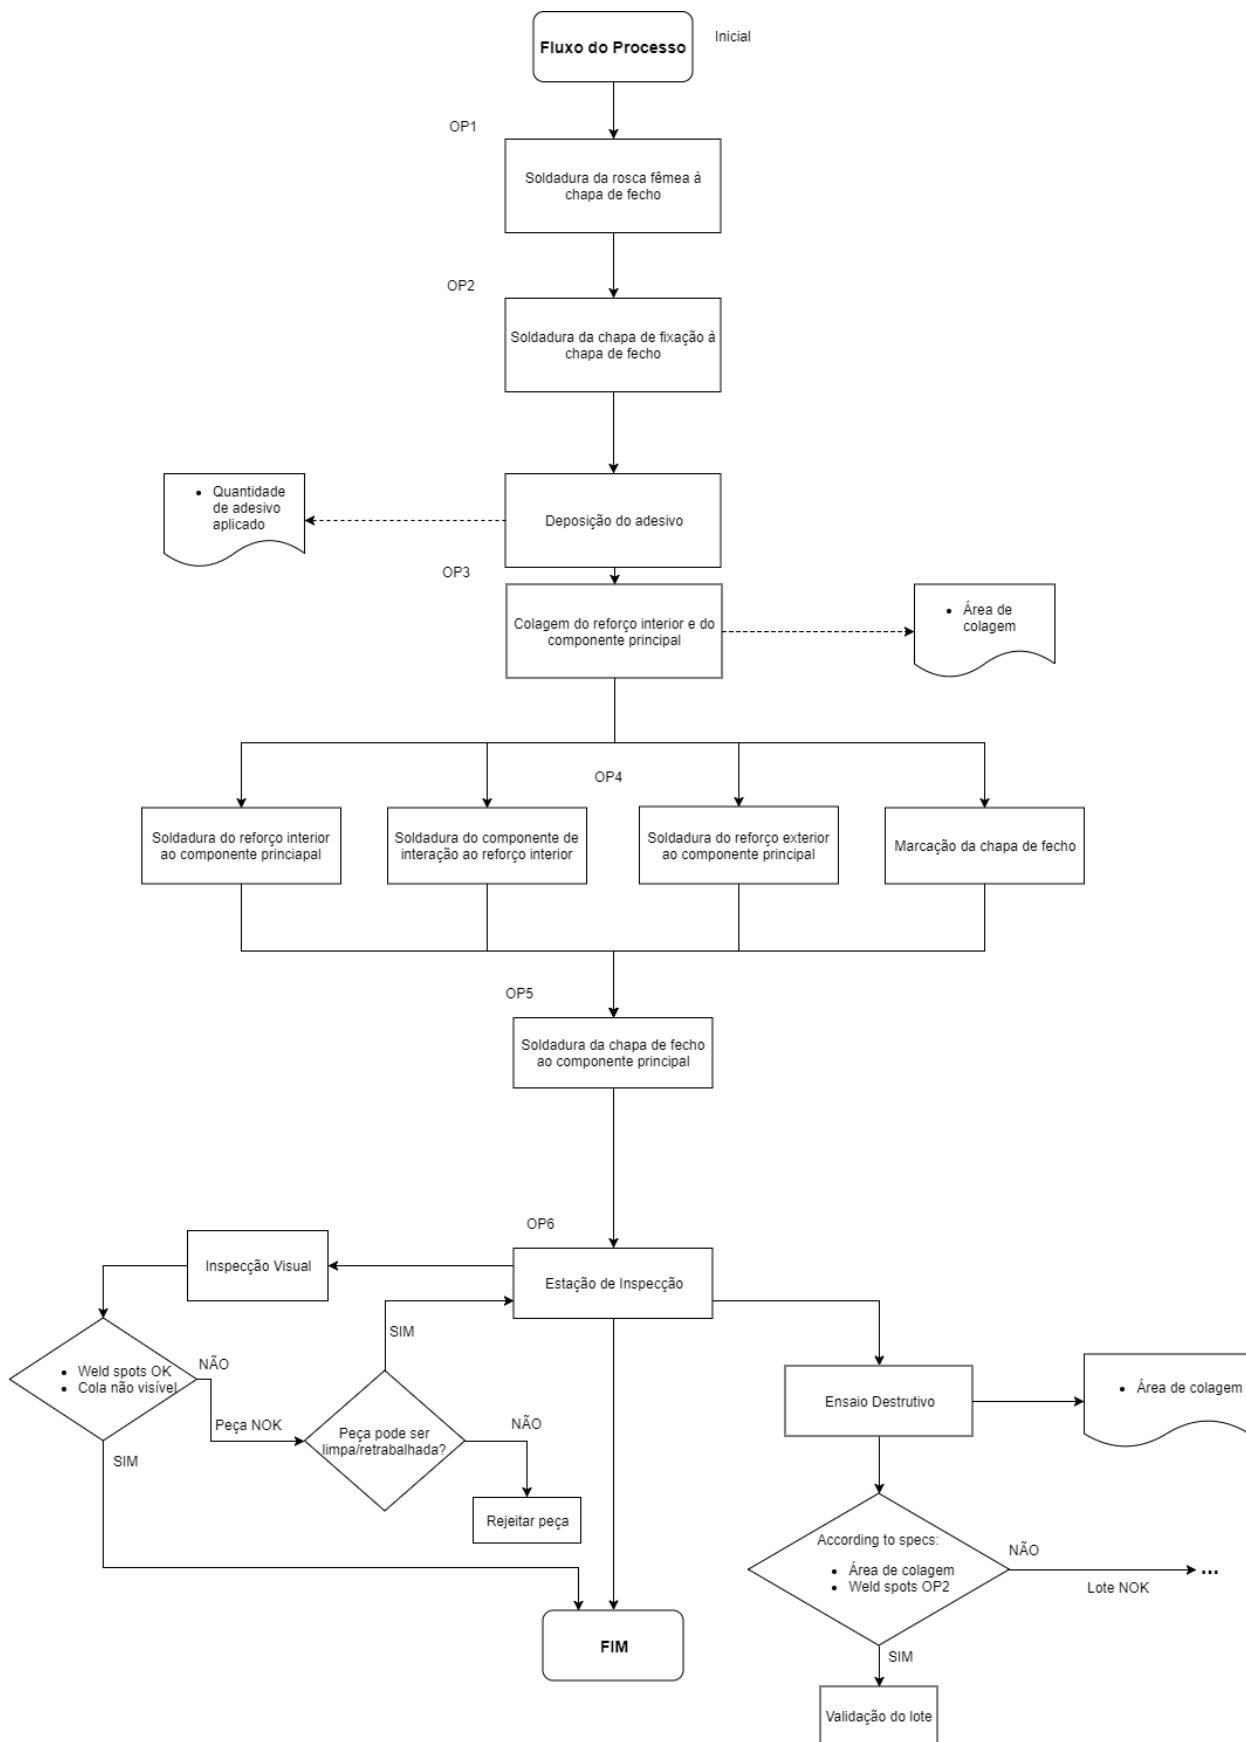 Fluxo do Processo
Inicial
OP1
Soldadura da rosca fêmea à
chapa de fecho
OP2
Soldadura da chapa de fixação à
chapa de fecho
• Quantidade
de adesivo
aplicado
Deposição do adesivo
OP3
Colagem do reforço interior e do
componente principal
• Área de
colagem
OP4
Soldadura do reforço interior
ao componente princiapal
Soldadura do componente de
interação ao reforço interior
Soldadura do reforço exterior
ao componente principal
Marcação da chapa de fecho
OP5
Soldadura da chapa de fecho
ao componente principal
OP6
Inspecção Visual
Estação de Inspecção
SIM
• Weld spots OK
• Cola não visível
NÃO
Peça NOK
Peça pode ser
limpa/retrabalhada?
NÃO
Ensaio Destrutivo
• Área de colagem
SIM
Rejeitar peça
According to specs:
• Área de colagem
• Weld spots OP2
NÃO
Lote NOK
...
FIM
SIM
Validação do lote